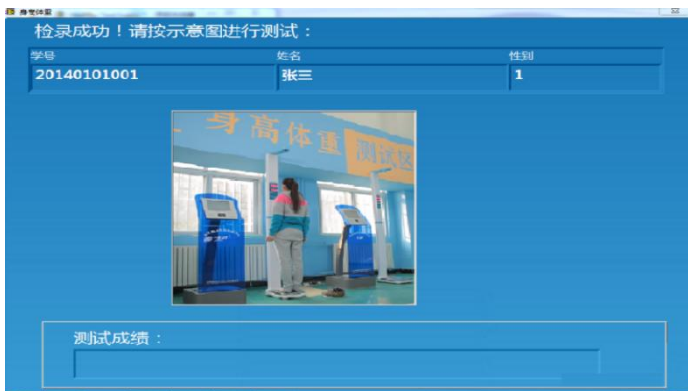 身高体重
检录成功！请按示意图进行测试：
学号 姓名 性别
20140101001 张三 1
身高体重 测试区
测试成绩：